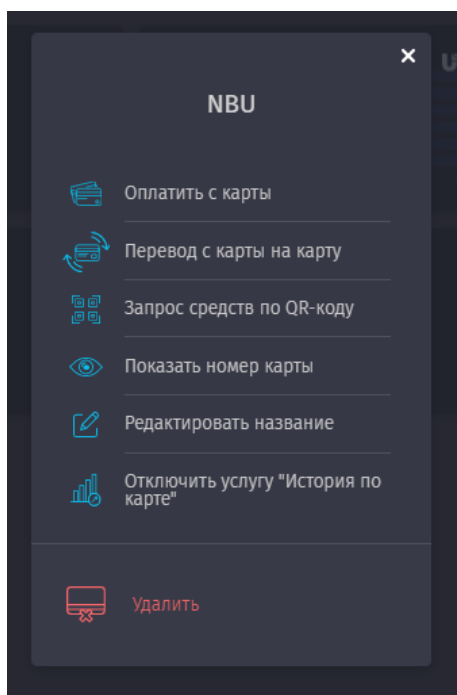 NBU
Оплатить с карты
Перевод с карты на карту
Запрос средств по QR-коду
Показать номер карты
Редактировать название
Отключить услугу "История по
карте"
Удалить